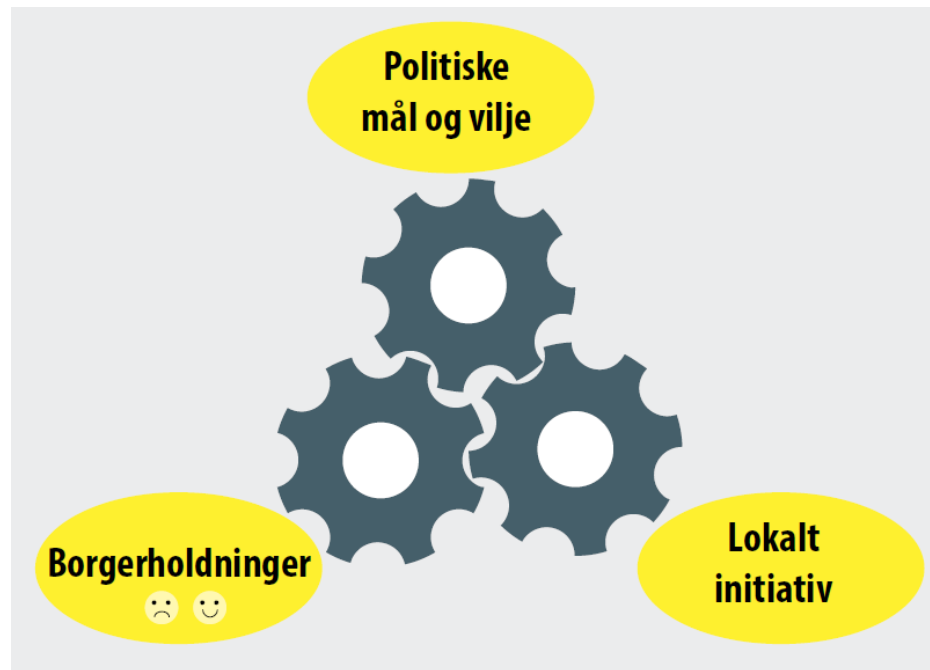 Politiske
mål og vilje
Borgerholdninger
Lokalt
initiativ